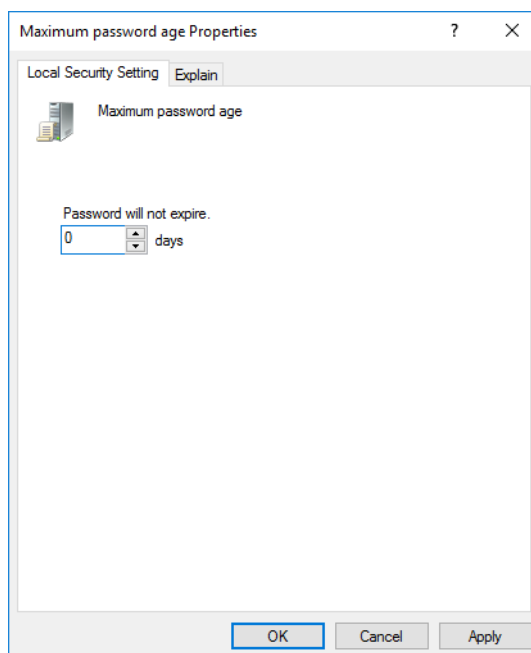 Maximum password age Properties
Local Security Setting
Explain
Maximum password age
Password will not expire.
0 days
OK Cancel Apply